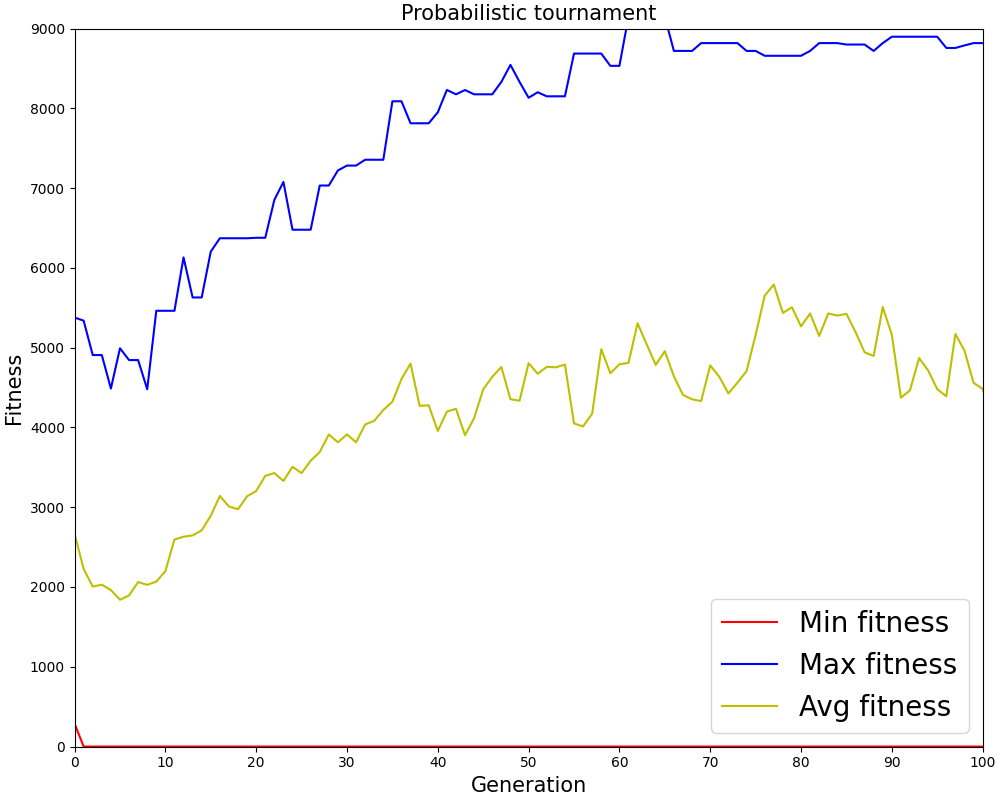 Probabilistic tournament
9000
8000
7000
6000
5000
4000
3000
2000
1000
0
Fitness
0 10 20 30 40 50 60 70 80 90 100
Generation
Min fitness
Max fitness
Avg fitness